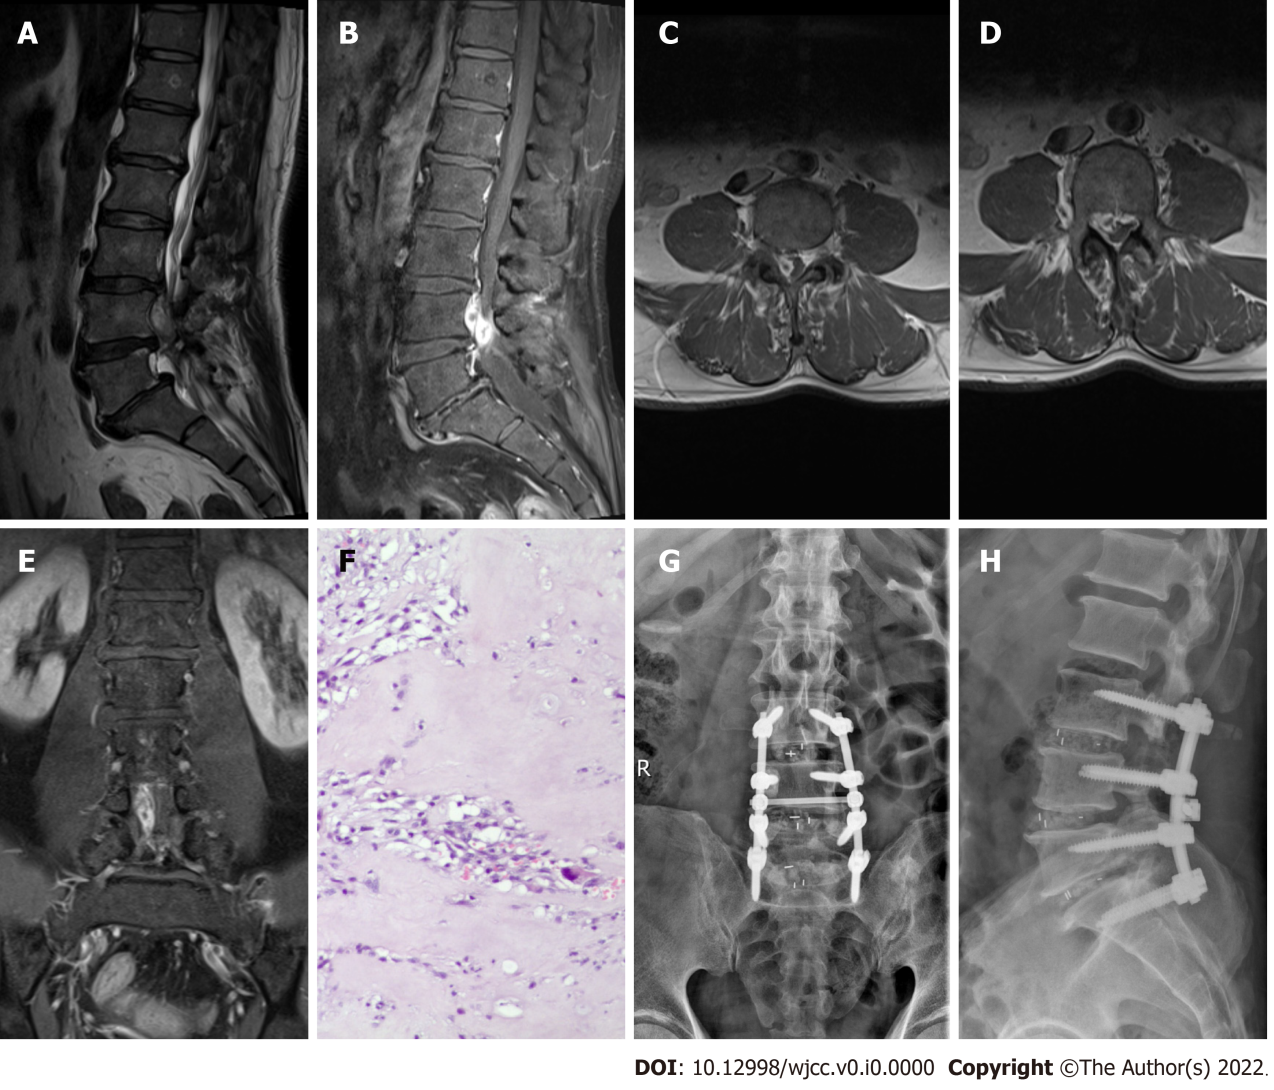 A
B
C
D
E
F
G
H
R
DOI: 10.12998/wjcc.v0.i0.0000 Copyright ©The Author(s) 2022.